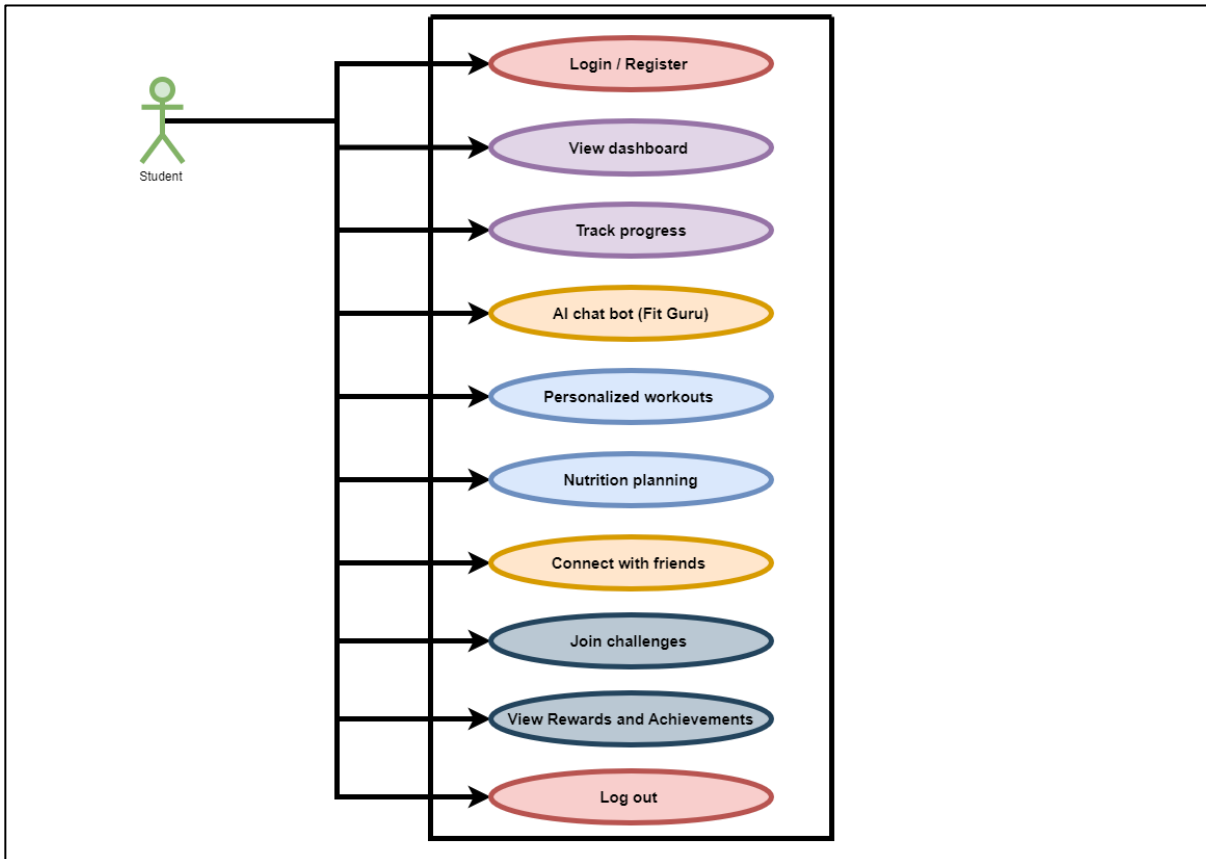 Login / Register
View dashboard
Student
Track progress
AI chat bot (Fit Guru)
Personalized workouts
Nutrition planning
Connect with friends
Join challenges
View Rewards and Achievements
Log out